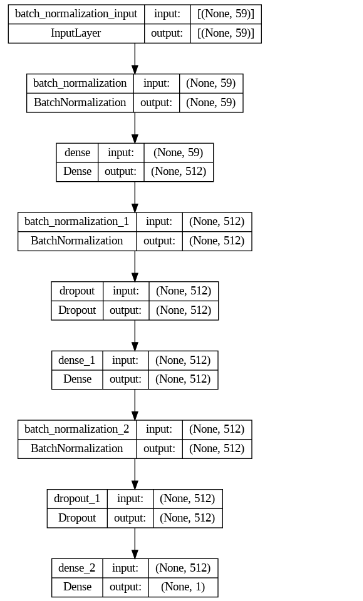 batch_normalization_input input: [(None, 59)]
InputLayer output: [(None, 59)]
batch_normalization input: (None, 59)
BatchNormalization output: (None, 59)
dense input: (None, 59)
Dense output: (None, 512)
batch_normalization_1 input: (None, 512)
BatchNormalization output: (None, 512)
dropout input: (None, 512)
Dropout output: (None, 512)
dense_1 input: (None, 512)
Dense output: (None, 512)
batch_normalization_2 input: (None, 512)
BatchNormalization output: (None, 512)
dropout_1 input: (None, 512)
Dropout output: (None, 512)
dense_2 input: (None, 512)
Dense output: (None, 1)